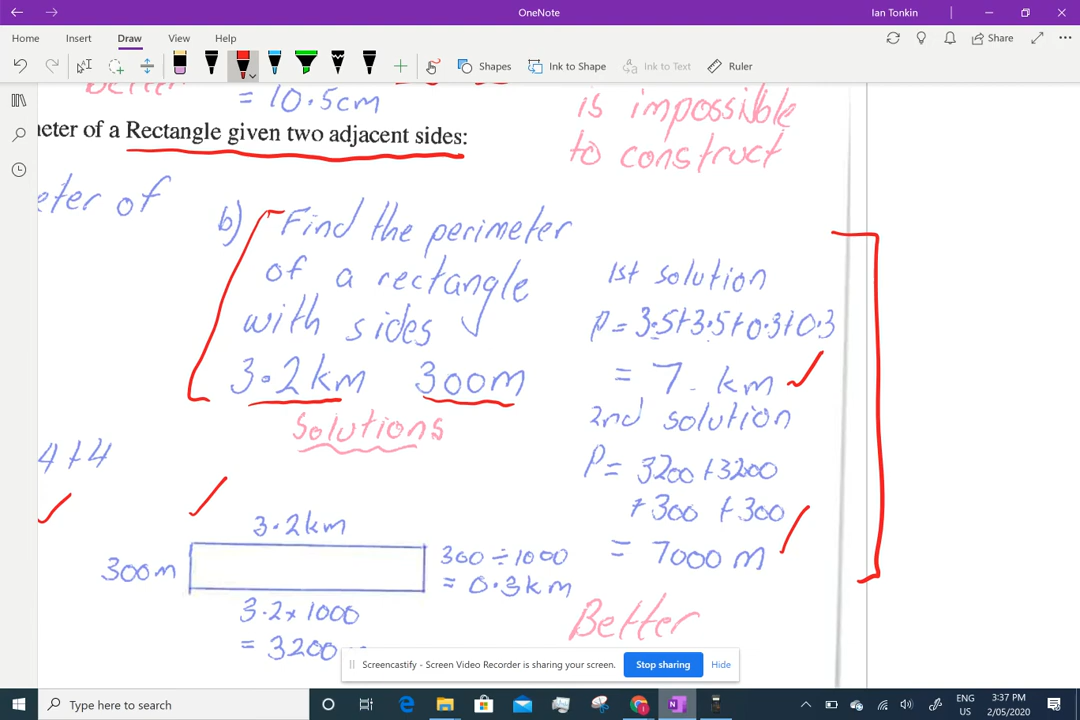 OneNote
Ian Tonkin
Home Insert Draw View Help
Share
Shapes Ink to Shape Ink to Text Ruler
Better
= 10.5cm
is impossible
to construct
neter of a Rectangle given two adjacent sides:
eter of
b) Find the perimeter
of a rectangle
with sides
3.2km 300m
Solutions
1st solution
P = 3.5+3.5+0.3+0.3
= 7. km
2nd solution
P = 3200+3200
+300 +300
= 7000 m
Better
4+4
3.2km
300m
300÷1000
= 0.3km
3.2×1000
= 3200
Screencastify - Screen Video Recorder is sharing your screen. Stop sharing Hide
Type here to search
ENG
US
3:37 PM
2/05/2020